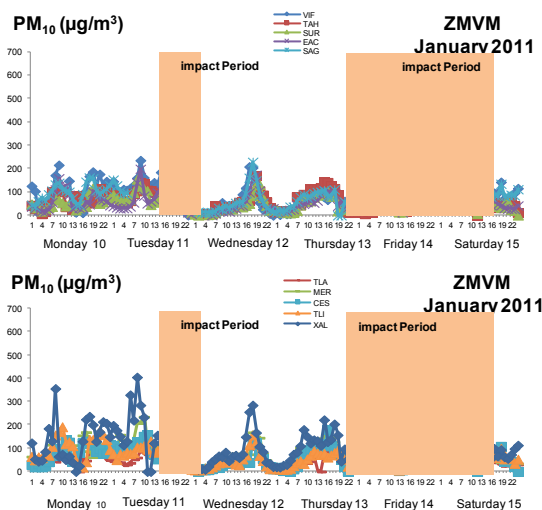 PM10 (µg/m³)
VIF
TAH
SUR
EAC
SAG
ZMVM
January 2011
700
600
500
400
300
200
100
0
impact Period
impact Period
1 4 7 10 13 16 19 22 1 4 7 10 13 16 19 22 1 4 7 10 13 16 19 22 1 4 7 10 13 16 19 22 1 4 7 10 13 16 19 22 1 4 7 10 13 16 19 22
Monday 10 Tuesday 11 Wednesday 12 Thursday 13 Friday 14 Saturday 15
PM10 (µg/m³)
TLA
MER
CES
TLI
XAL
ZMVM
January 2011
700
600
500
400
300
200
100
0
impact Period
impact Period
1 4 7 10 13 16 19 22 1 4 7 10 13 16 19 22 1 4 7 10 13 16 19 22 1 4 7 10 13 16 19 22 1 4 7 10 13 16 19 22 1 4 7 10 13 16 19 22
Monday 10 Tuesday 11 Wednesday 12 Thursday 13 Friday 14 Saturday 15